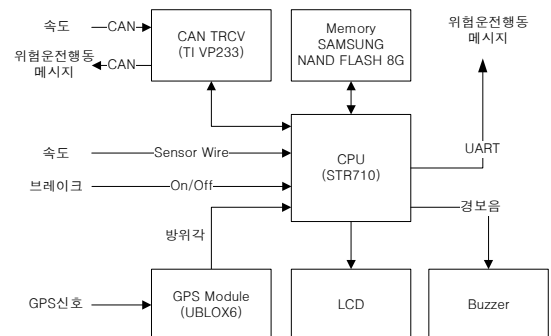 속도
CAN
위험운전행동
메시지
CAN
CAN TRCV
(TI VP233)
Memory
SAMSUNG
NAND FLASH 8G
위험운전행동
메시지
속도
Sensor Wire
브레이크
On/Off
CPU
(STR710)
UART
경보음
방위각
GPS신호
GPS Module
(UBLOX6)
LCD
Buzzer